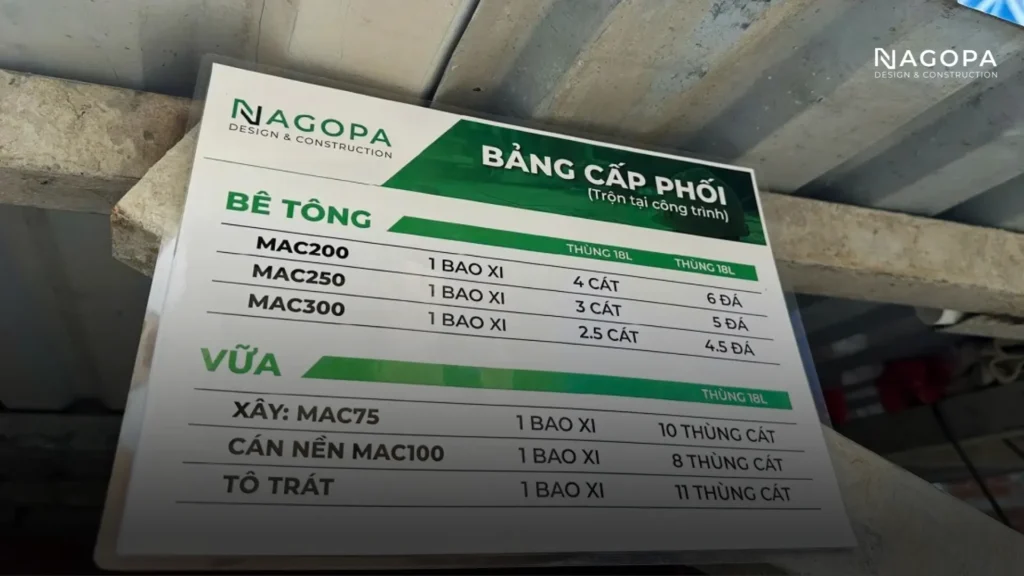 NAGOPA
DESIGN & CONSTRUCTION
NAGOPA
DESIGN & CONSTRUCTION
BẢNG CẤP PHỐI
(Trộn tại công trình)
BÊ TÔNG
THÙNG 18L THÙNG 18L
MAC200 1 BAO XI 4 CÁT 6 ĐÁ
MAC250 1 BAO XI 3 CÁT 5 ĐÁ
MAC300 1 BAO XI 2.5 CÁT 4.5 ĐÁ
VỮA
THÙNG 18L
XÂY: MAC75 1 BAO XI 10 THÙNG CÁT
CÁN NỀN MAC100 1 BAO XI 8 THÙNG CÁT
TÔ TRÁT 1 BAO XI 11 THÙNG CÁT